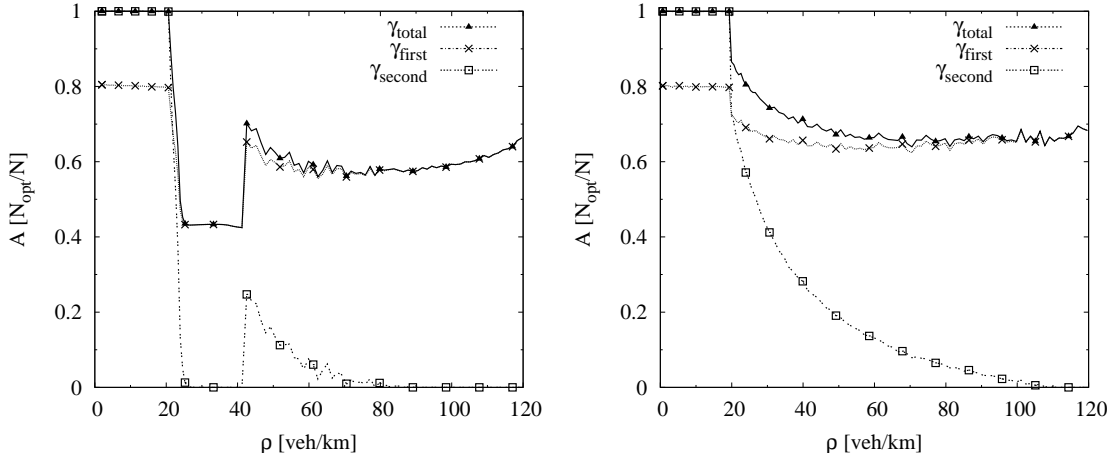 1
0.8
0.6
0.4
0.2
0
0 20 40 60 80 100 120
A [N_opt/N]
ρ [veh/km]
γ_total
γ_first
γ_second
1
0.8
0.6
0.4
0.2
0
0 20 40 60 80 100 120
A [N_opt/N]
ρ [veh/km]
γ_total
γ_first
γ_second